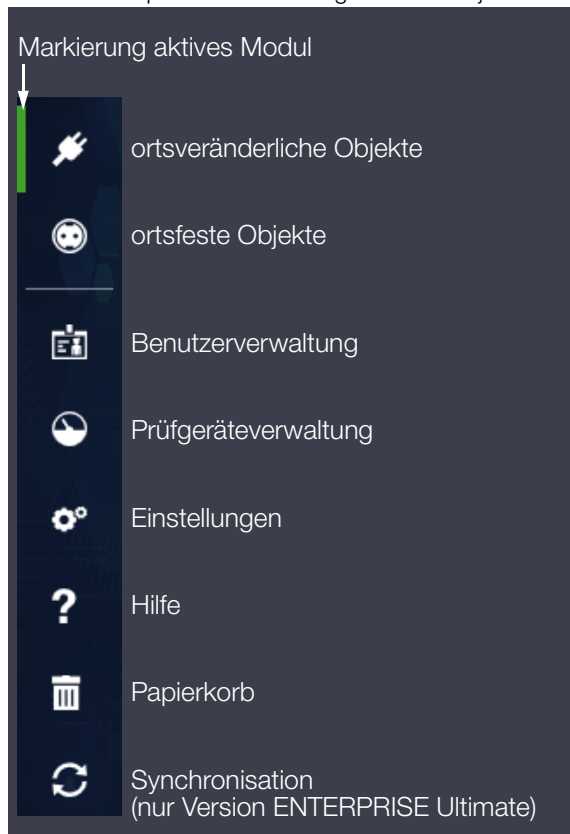 Markierung aktives Modul
ortsveränderliche Objekte
ortsfeste Objekte
Benutzerverwaltung
Prüfgeräteverwaltung
Einstellungen
? Hilfe
Papierkorb
Synchronisation
(nur Version ENTERPRISE Ultimate)